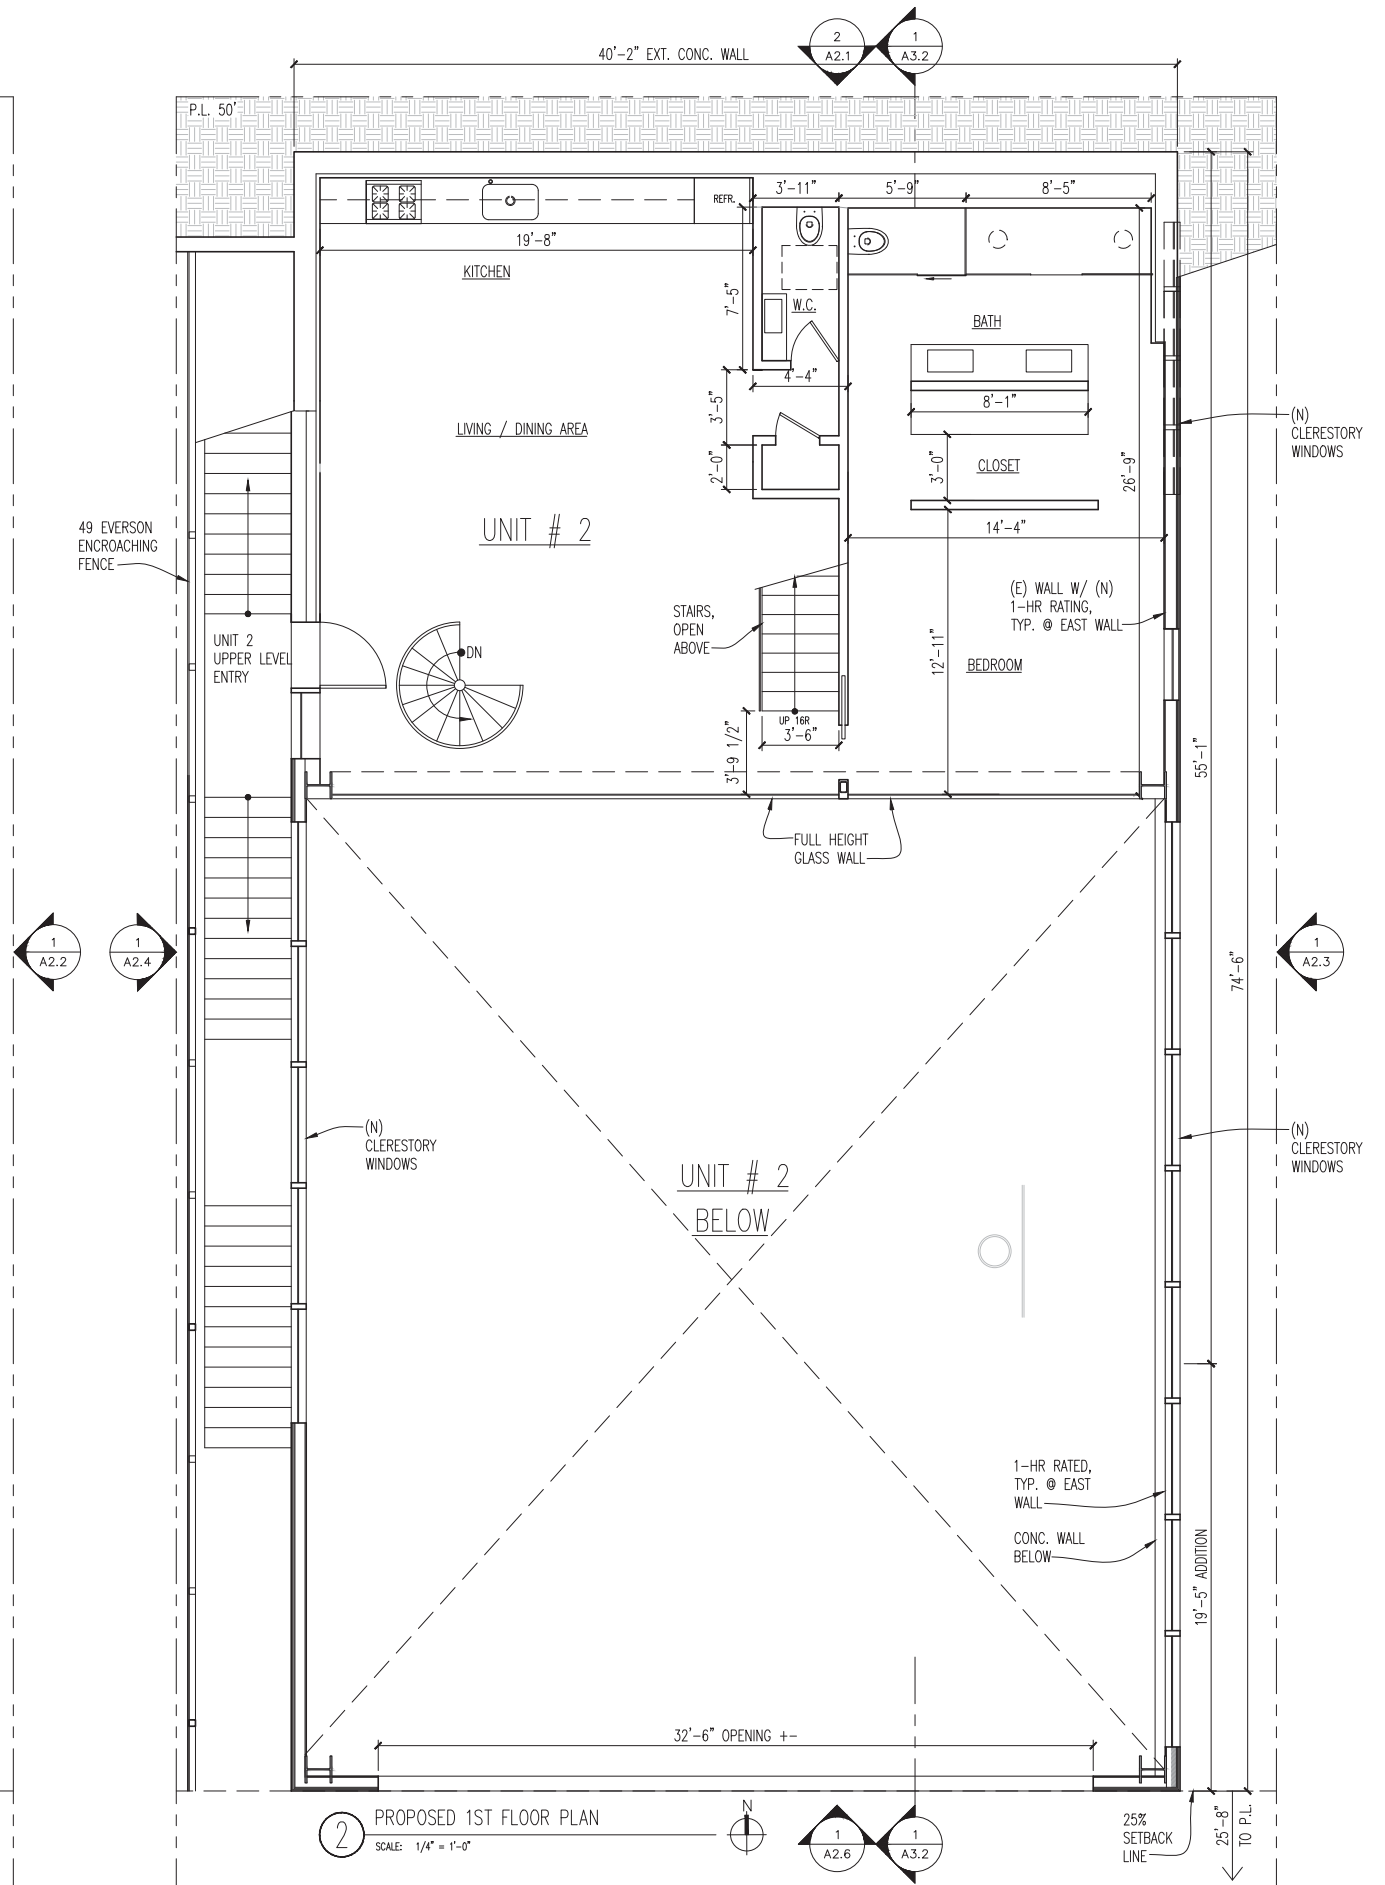 2
A2.1
1
A3.2
40'-2" EXT. CONC. WALL
P.L. 50'
REFR.
3'-11"
5'-9"
8'-5"
19'-8"
KITCHEN
7'-5"
W.C.
BATH
4'-4"
8'-1"
3'-5"
LIVING / DINING AREA
(N)
CLERESTORY
WINDOWS
2'-0"
3'-0"
CLOSET
26'-9"
UNIT # 2
14'-4"
49 EVERSON
ENCROACHING
FENCE
(E) WALL W/ (N)
1-HR RATING,
TYP. @ EAST WALL
STAIRS,
OPEN
ABOVE
UNIT 2
UPPER LEVEL
ENTRY
DN
12'-11"
BEDROOM
UP 16R
3'-6"
3'-9 1/2"
55'-1"
FULL HEIGHT
GLASS WALL
1
A2.2
1
A2.4
74'-6"
1
A2.3
(N)
CLERESTORY
WINDOWS
(N)
CLERESTORY
WINDOWS
UNIT # 2
BELOW
1-HR RATED,
TYP. @ EAST
WALL
CONC. WALL
BELOW
19'-5" ADDITION
32'-6" OPENING +-
2
PROPOSED 1ST FLOOR PLAN
SCALE: 1/4" = 1'-0"
N
1
A2.6
1
A3.2
25%
SETBACK
LINE
25'-8"
TO P.L.